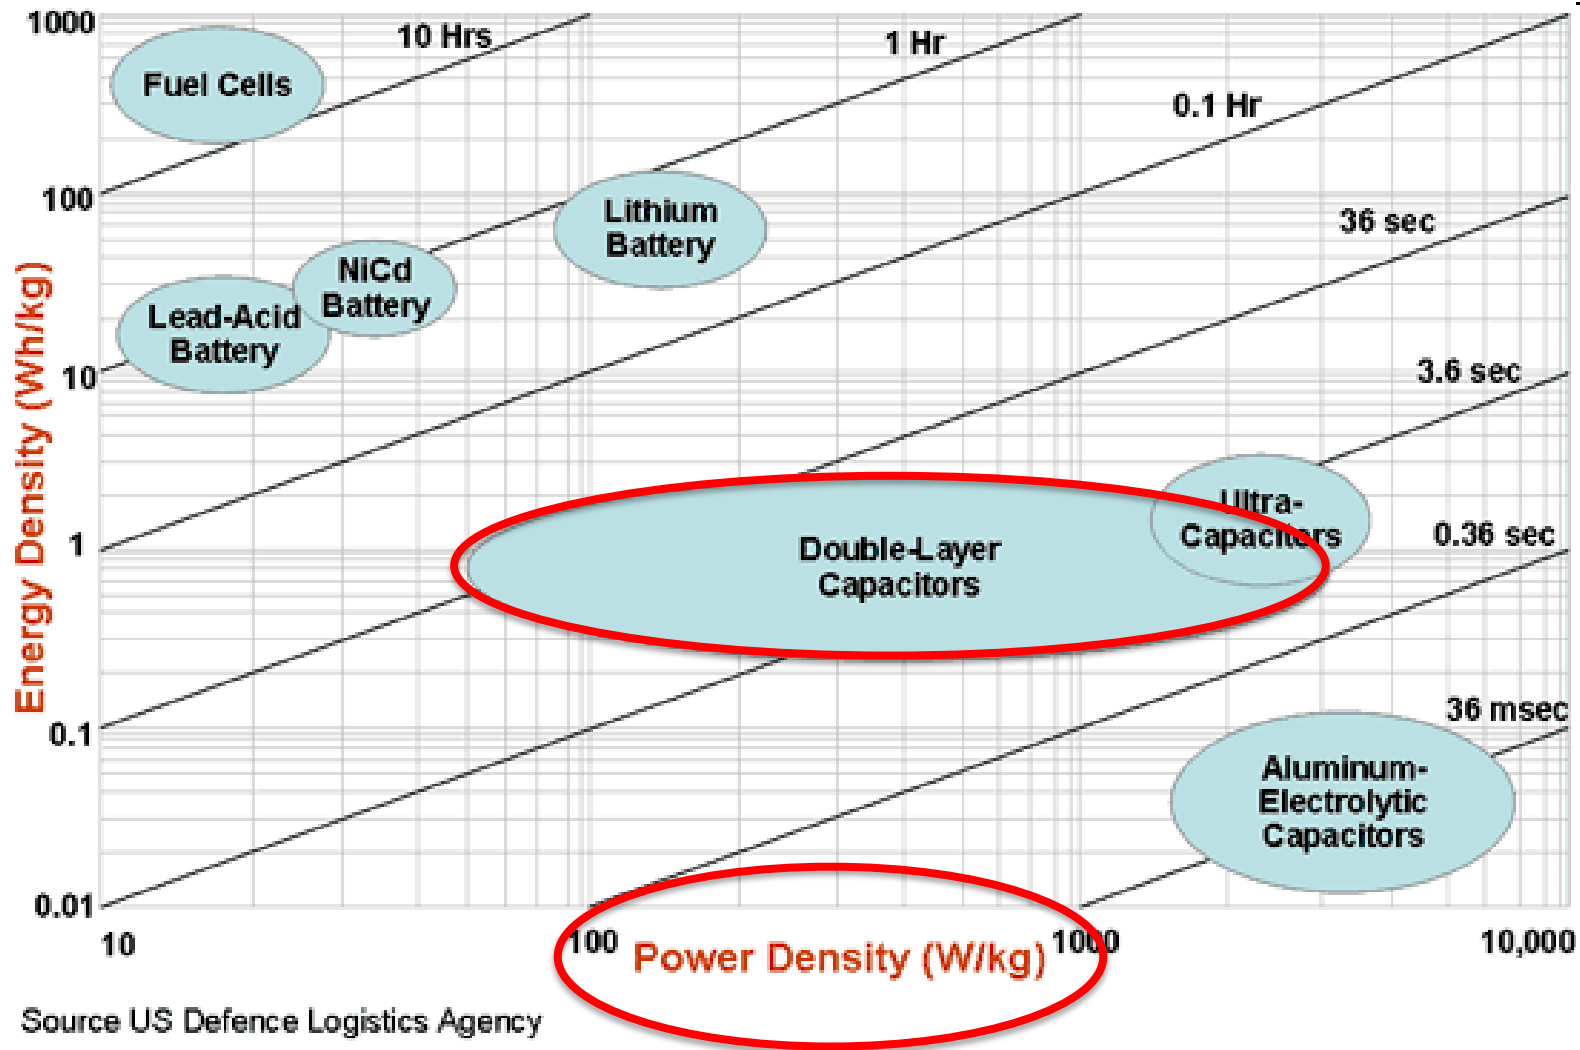 1000
10 Hrs
1 Hr
Fuel Cells
0.1 Hr
100
Lithium
Battery
36 sec
NiCd
Battery
Lead-Acid
Battery
10
3.6 sec
Energy Density (Wh/kg)
Ultra-
Capacitors
1
Double-Layer
Capacitors
0.36 sec
0.1
36 msec
Aluminum-
Electrolytic
Capacitors
0.01
10
100
Power Density (W/kg)
1000
10,000
Source US Defence Logistics Agency